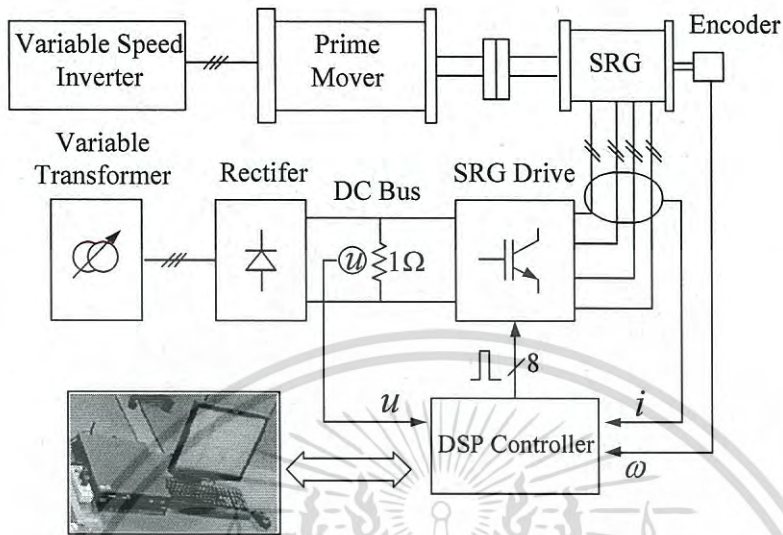 Variable Speed
Inverter
Prime
Mover
SRG
Encoder
Variable
Transformer
Rectifer
DC Bus
SRG Drive
u
1Ω
8
u
DSP Controller
i
ω